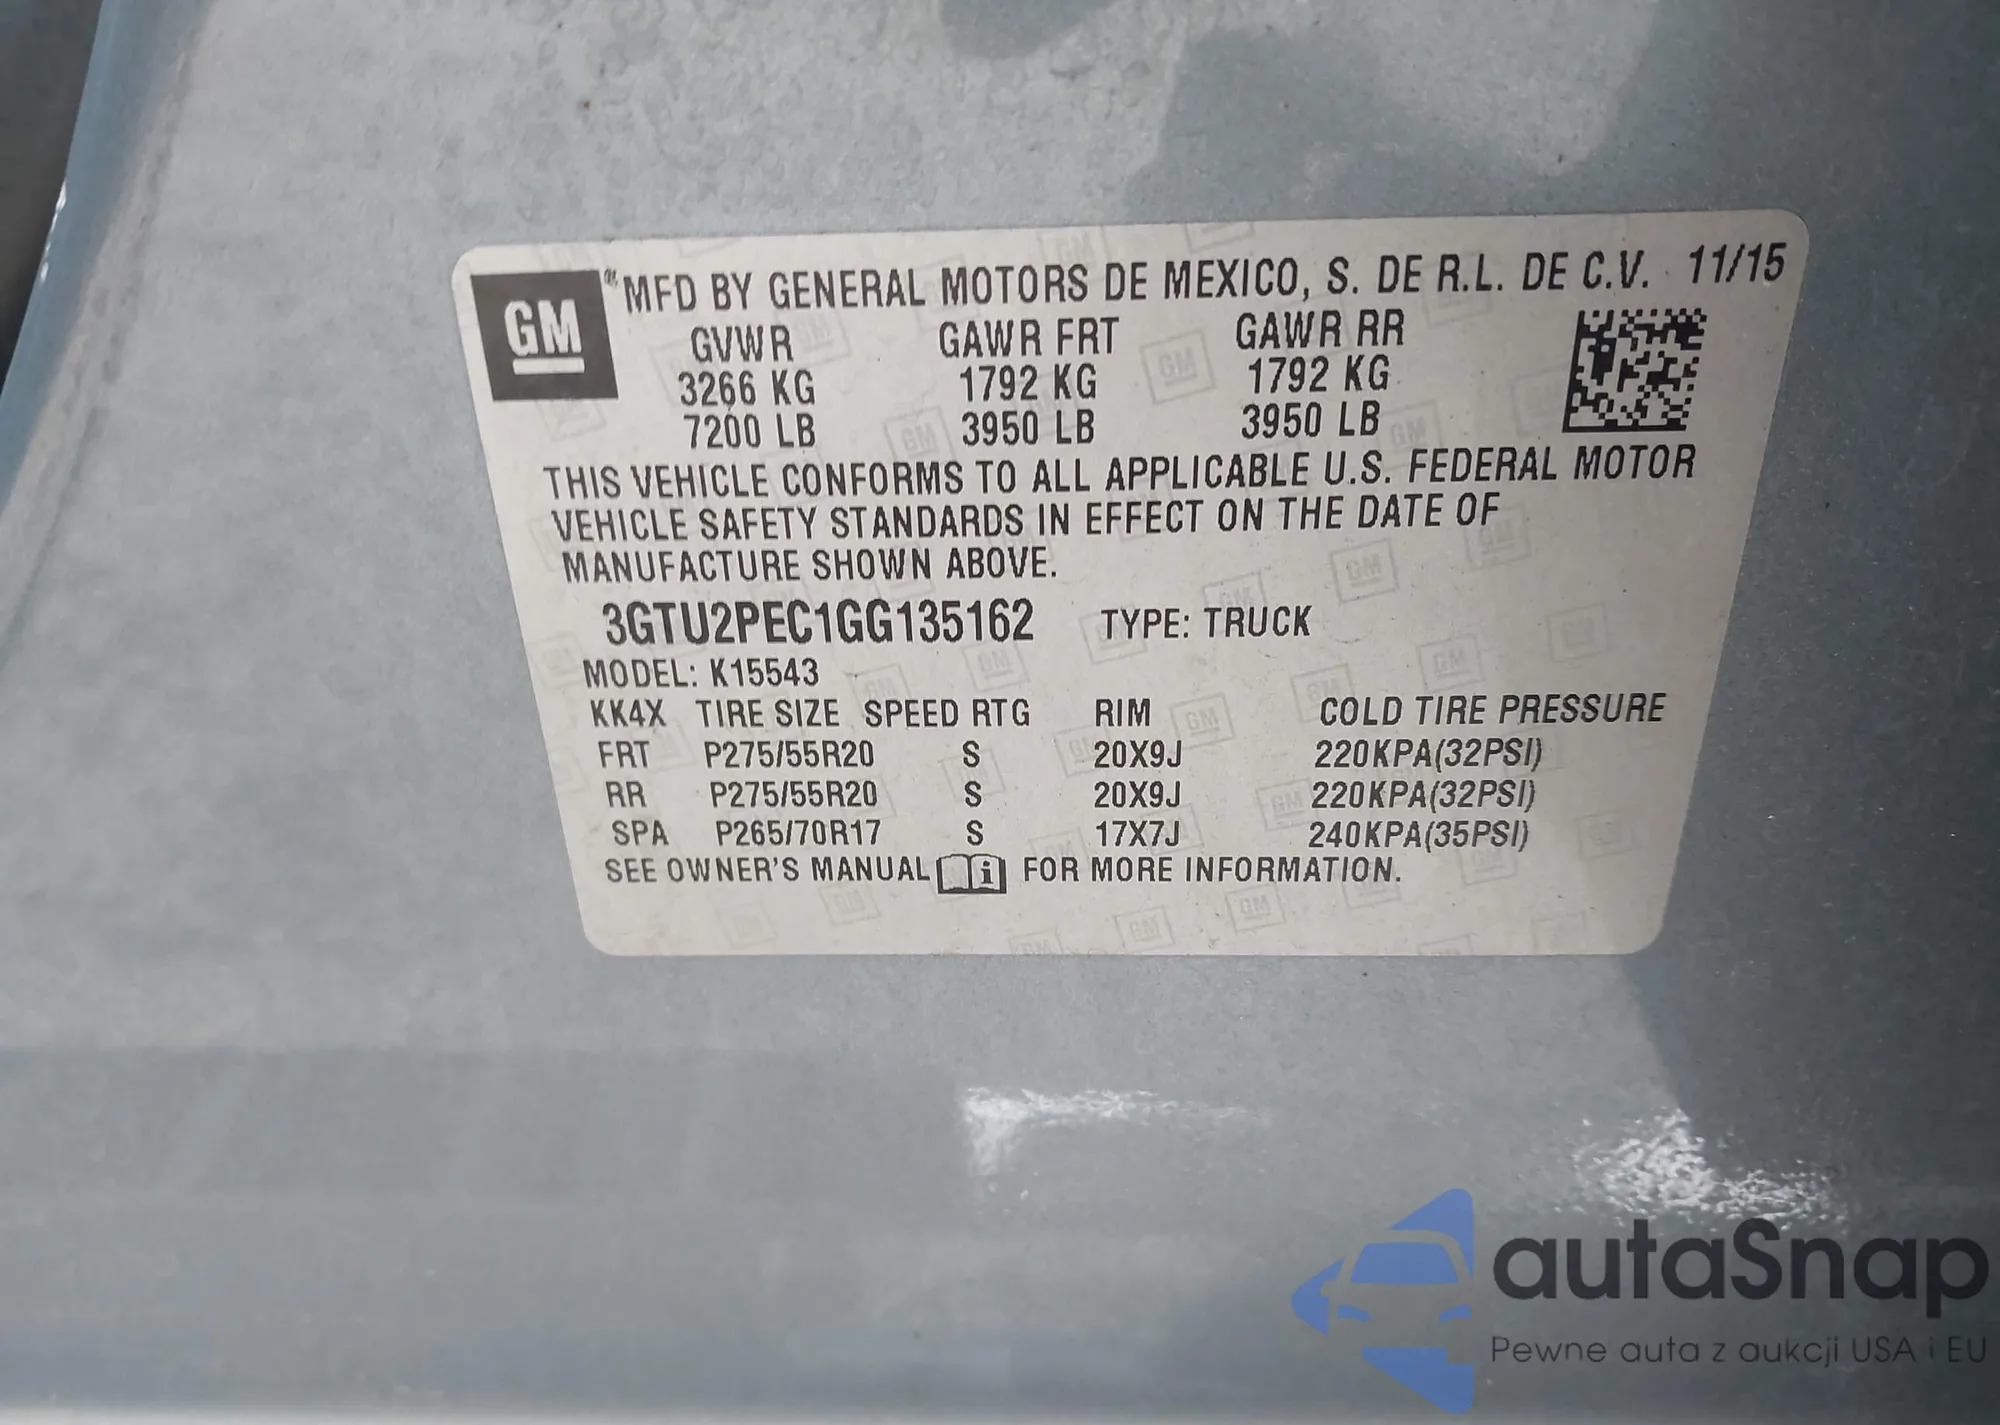 GM
MFD BY GENERAL MOTORS DE MEXICO, S. DE R.L. DE C.V. 11/15
GVWR GAWR FRT GAWR RR
3266 KG 1792 KG 1792 KG
7200 LB 3950 LB 3950 LB
THIS VEHICLE CONFORMS TO ALL APPLICABLE U.S. FEDERAL MOTOR
VEHICLE SAFETY STANDARDS IN EFFECT ON THE DATE OF
MANUFACTURE SHOWN ABOVE.
3GTU2PEC1GG135162 TYPE: TRUCK
MODEL: K15543
KK4X TIRE SIZE SPEED RTG RIM COLD TIRE PRESSURE
FRT P275/55R20 S 20X9J 220KPA(32PSI)
RR P275/55R20 S 20X9J 220KPA(32PSI)
SPA P265/70R17 S 17X7J 240KPA(35PSI)
SEE OWNER'S MANUAL i FOR MORE INFORMATION.
autaSnap
Pewne auta z aukcji USA i EU